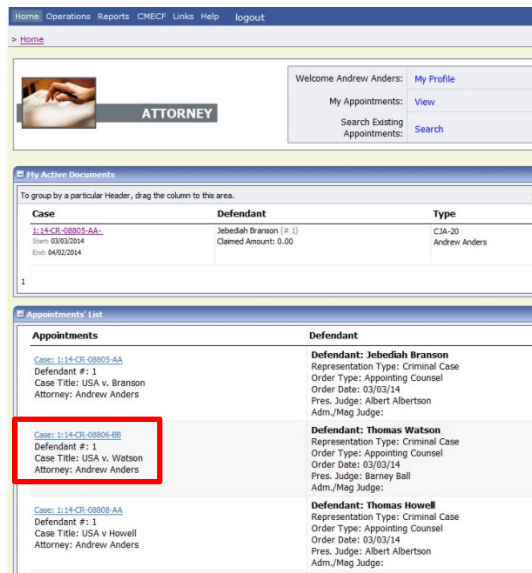 Home Operations Reports CMECF Links Help logout
> Home
ATTORNEY
Welcome Andrew Anders: My Profile
My Appointments: View
Search Existing Appointments: Search
My Active Documents
To group by a particular Header, drag the column to this area.
Case Defendant Type
1:14-CR-08805-AA- Jebediah Branson (# 1) CJA-20
Start: 03/03/2014 Claimed Amount: 0.00 Andrew Anders
End: 04/02/2014
1
Appointments' List
Appointments Defendant
Case: 1:14-CR-08805-AA
Defendant #: 1
Case Title: USA v. Branson
Attorney: Andrew Anders
Defendant: Jebediah Branson
Representation Type: Criminal Case
Order Type: Appointing Counsel
Order Date: 03/03/14
Pres. Judge: Albert Albertson
Adm./Mag Judge:
Case: 1:14-CR-08806-BB
Defendant #: 1
Case Title: USA v. Watson
Attorney: Andrew Anders
Defendant: Thomas Watson
Representation Type: Criminal Case
Order Type: Appointing Counsel
Order Date: 03/03/14
Pres. Judge: Barney Ball
Adm./Mag Judge:
Case: 1:14-CR-08808-AA
Defendant #: 1
Case Title: USA v Howell
Attorney: Andrew Anders
Defendant: Thomas Howell
Representation Type: Criminal Case
Order Type: Appointing Counsel
Order Date: 03/03/14
Pres. Judge: Albert Albertson
Adm./Mag Judge: